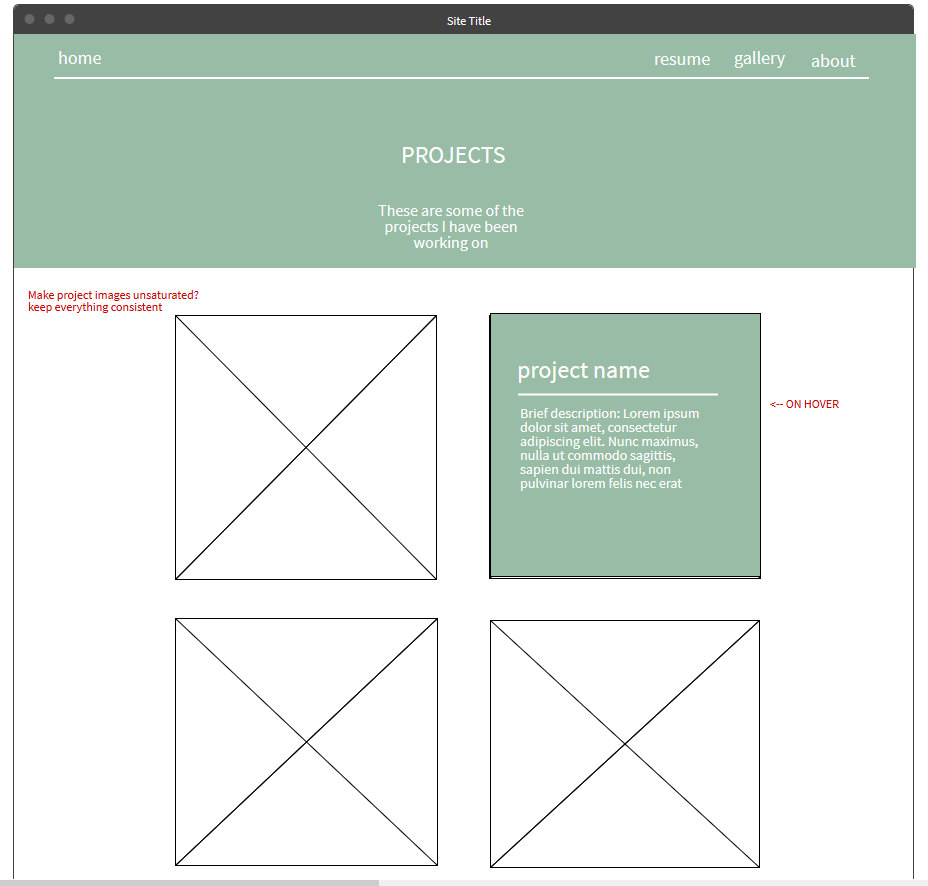 Site Title
home
resume gallery about
PROJECTS
These are some of the
projects I have been
working on
Make project images unsaturated?
keep everything consistent
project name
<-- ON HOVER
Brief description: Lorem ipsum
dolor sit amet, consectetur
adipiscing elit. Nunc maximus,
nulla ut commodo sagittis,
sapien dui mattis dui, non
pulvinar lorem felis nec erat